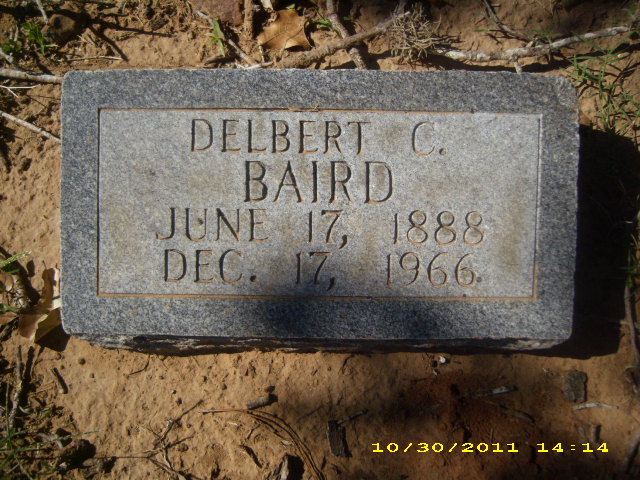 DELBERT C.
BAIRD
JUNE 17, 1888
DEC. 17, 1966
10/30/2011 14:14